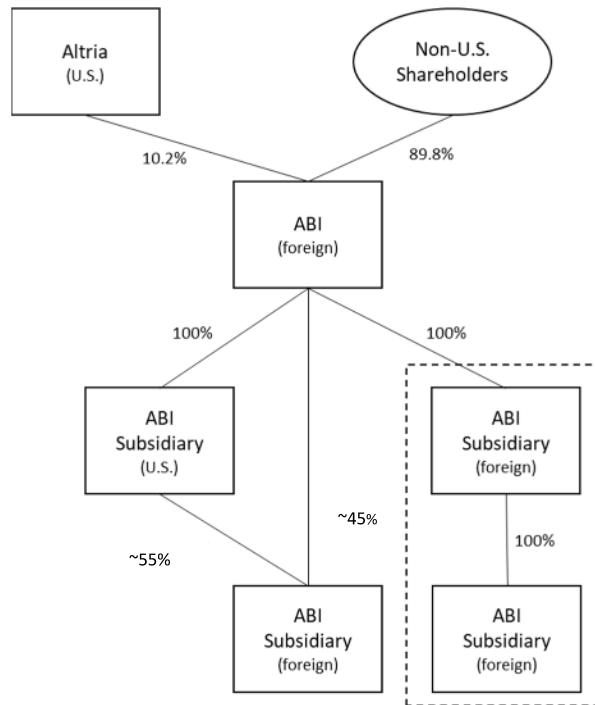 Altria
(U.S.)
Non-U.S.
Shareholders
10.2%
89.8%
ABI
(foreign)
100%
100%
ABI
Subsidiary
(U.S.)
ABI
Subsidiary
(foreign)
~45%
~55%
100%
ABI
Subsidiary
(foreign)
ABI
Subsidiary
(foreign)